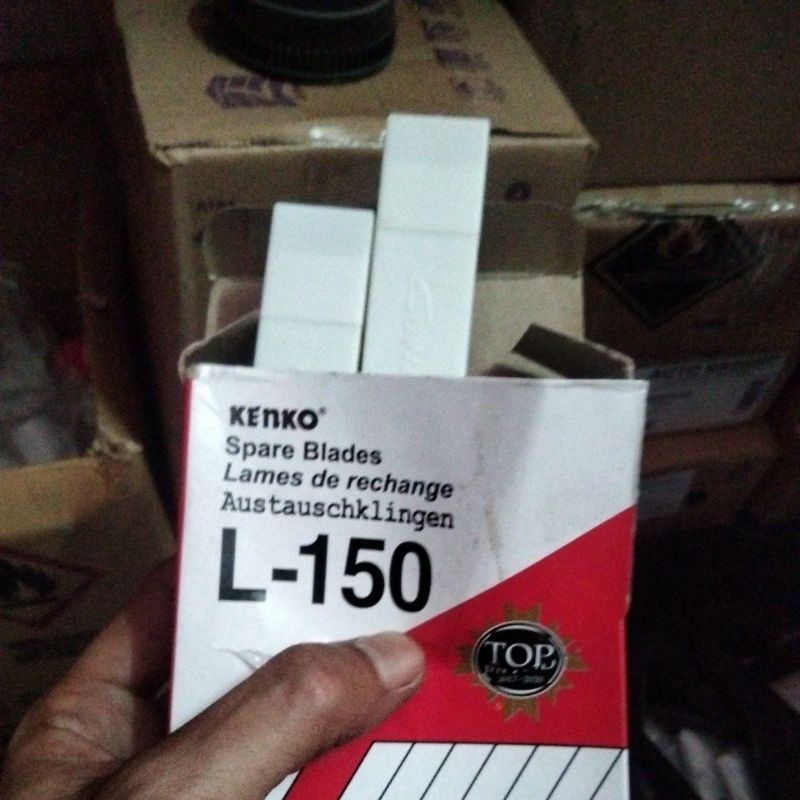 KENKO®
Spare Blades
Lames de rechange
Austauschklingen
L-150
TOP